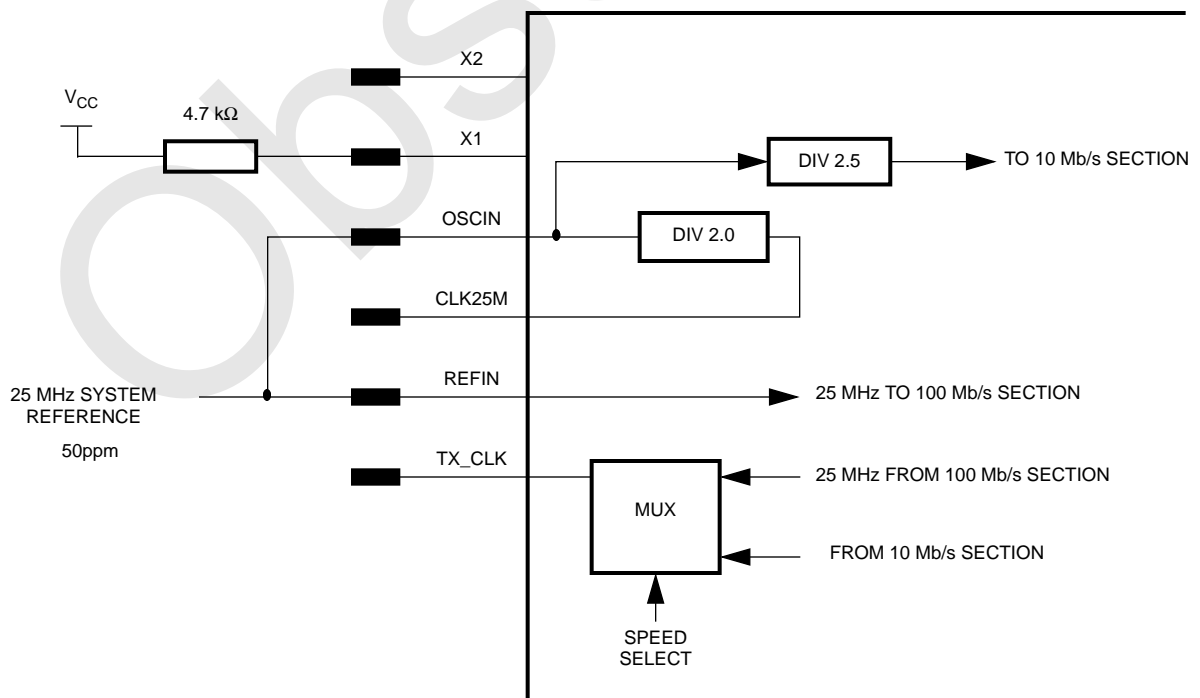 X2
VCC
4.7 kΩ
X1
DIV 2.5
TO 10 Mb/s SECTION
OSCIN
DIV 2.0
CLK25M
25 MHz SYSTEM
REFERENCE
50ppm
REFIN
25 MHz TO 100 Mb/s SECTION
TX_CLK
MUX
25 MHz FROM 100 Mb/s SECTION
FROM 10 Mb/s SECTION
SPEED
SELECT
Obs